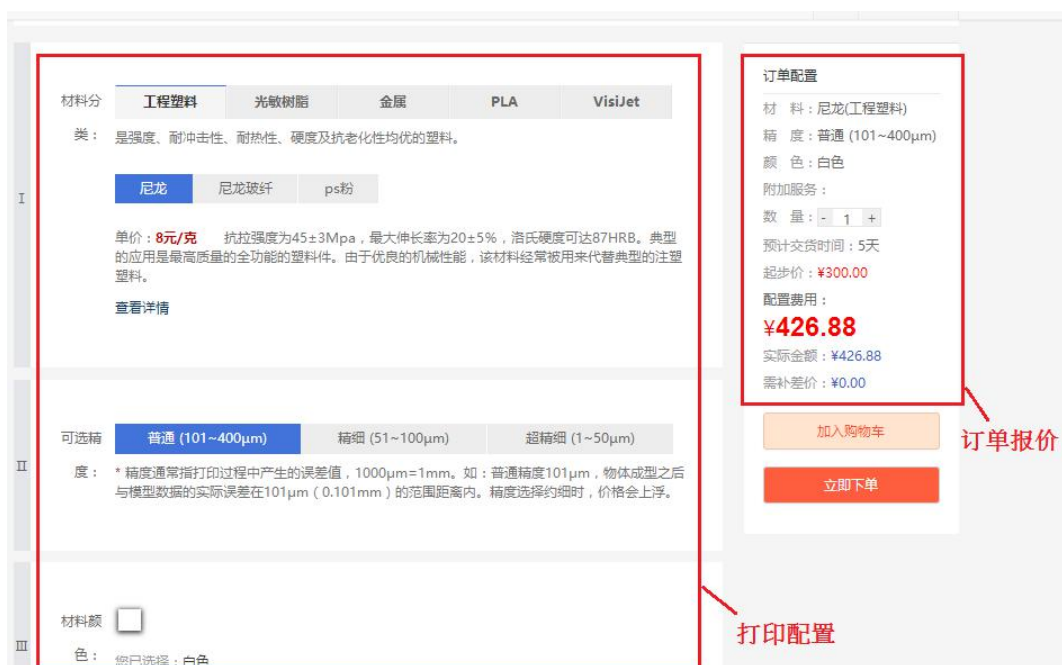 I
材料分
类：
工程塑料 光敏树脂 金属 PLA VisiJet
是强度、耐冲击性、耐热性、硬度及抗老化性均优的塑料。
尼龙 尼龙玻纤 ps粉
单价：8元/克 抗拉强度为45±3Mpa，最大伸长率为20±5%，洛氏硬度可达87HRB。典型
的应用是最高质量的全功能的塑料件。由于优良的机械性能，该材料经常被用来代替典型的注塑
塑料。
查看详情
II
可选精
度：
普通 (101~400μm) 精细 (51~100μm) 超精细 (1~50μm)
* 精度通常指打印过程中产生的误差值，1000μm=1mm。如：普通精度101μm，物体成型之后
与模型数据的实际误差在101μm（0.101mm）的范围距离内。精度选择约细时，价格会上浮。
III
材料颜
色：
您已选择：白色
订单配置
材 料：尼龙(工程塑料)
精 度：普通 (101~400μm)
颜 色：白色
附加服务：
数 量：- 1 +
预计交货时间：5天
起步价：¥300.00
配置费用：
¥426.88
实际金额：¥426.88
需补差价：¥0.00
加入购物车
立即下单
订单报价
打印配置